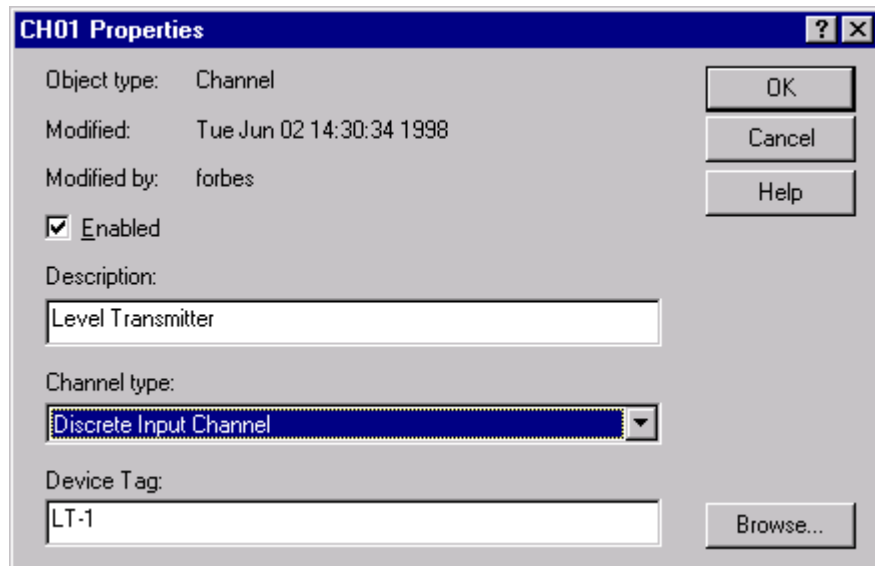 CH01 Properties
Object type: Channel
OK
Modified: Tue Jun 02 14:30:34 1998
Cancel
Modified by: forbes
Help
Enabled
Description:
Level Transmitter
Channel type:
Discrete Input Channel
Device Tag:
LT-1
Browse...